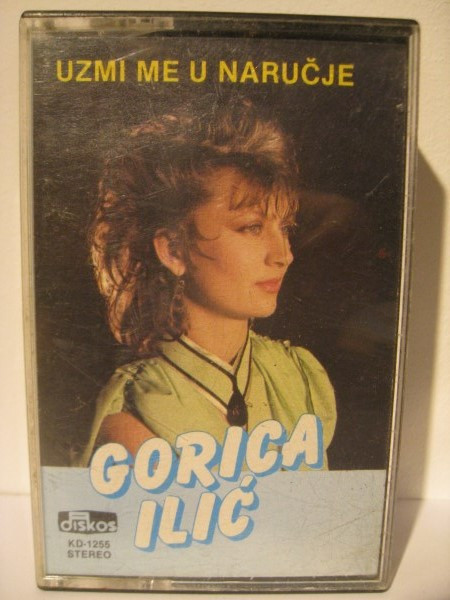 UZMI ME U NARUČJE
GORICA
ILIĆ
diskos
KD-1255
STEREO